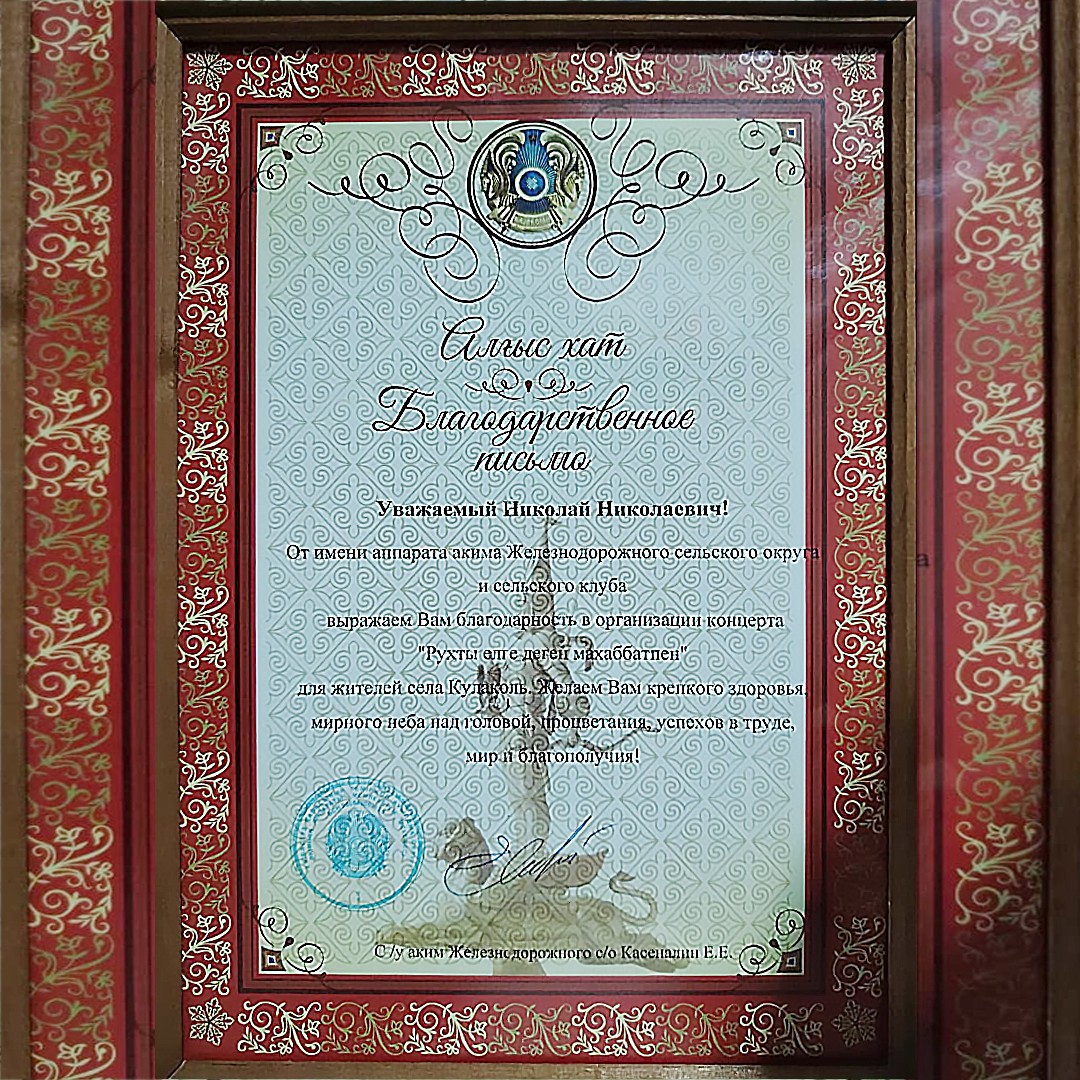 Алғыс хат
Благодарственное
письмо
Уважаемый Николай Николаевич!
От имени аппарата акима Железнодорожного сельского округа
и сельского клуба
выражаем Вам благодарность в организации концерта
"Рухты өлге деген махаббатпен"
для жителей села Кулаколь. Желаем Вам крепкого здоровья,
мирного неба над головой, процветания, успехов в труде,
мир и благополучия!
С /у аким Железнодорожного с/о Касеналин Е.Е.